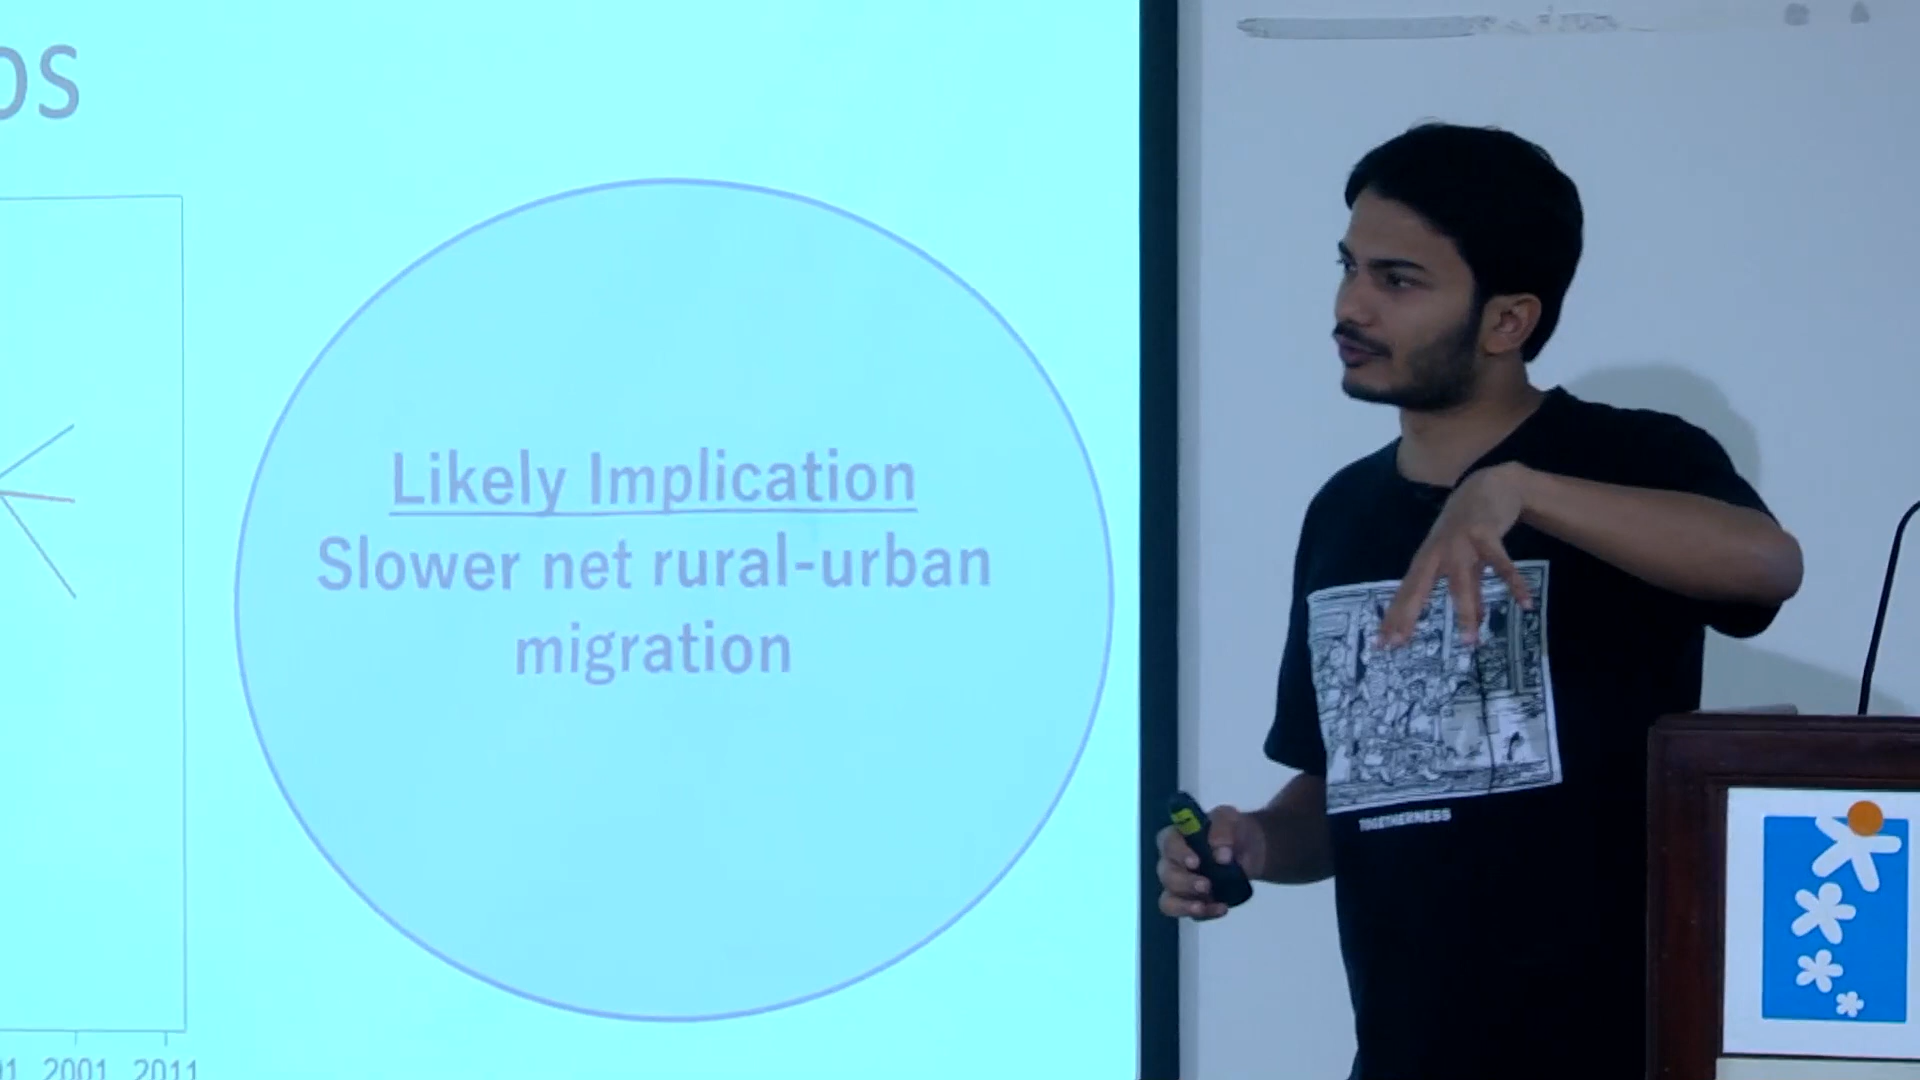 os
Likely Implication
Slower net rural-urban
migration
2001 2011
TOGETHERNESS